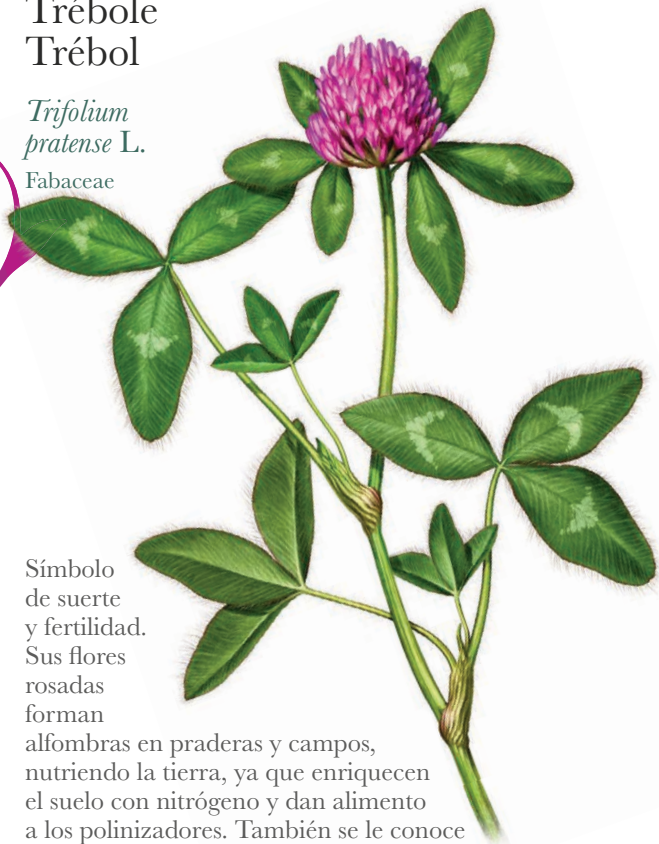 Trébole
Trébol
Trifolium
pratense L.
Fabaceae
Símbolo
de suerte
y fertilidad.
Sus flores
rosadas
forman
alfombras en praderas y campos,
nutriendo la tierra, ya que enriquecen
el suelo con nitrógeno y dan alimento
a los polinizadores. También se le conoce